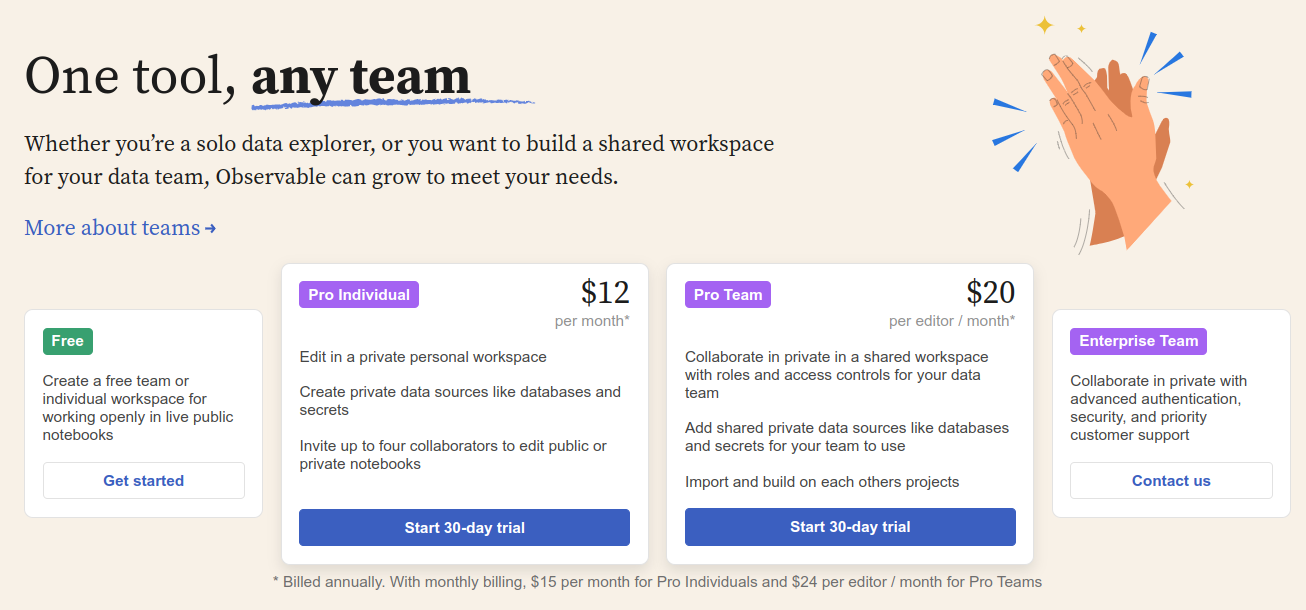 One tool, any team
Whether you’re a solo data explorer, or you want to build a shared workspace
for your data team, Observable can grow to meet your needs.
More about teams →
Free
Create a free team or
individual workspace for
working openly in live public
notebooks
Get started
Pro Individual
$12
per month*
Edit in a private personal workspace
Create private data sources like databases and
secrets
Invite up to four collaborators to edit public or
private notebooks
Start 30-day trial
Pro Team
$20
per editor / month*
Collaborate in private in a shared workspace
with roles and access controls for your data
team
Add shared private data sources like databases
and secrets for your team to use
Import and build on each others projects
Start 30-day trial
Enterprise Team
Collaborate in private with
advanced authentication,
security, and priority
customer support
Contact us
* Billed annually. With monthly billing, $15 per month for Pro Individuals and $24 per editor / month for Pro Teams